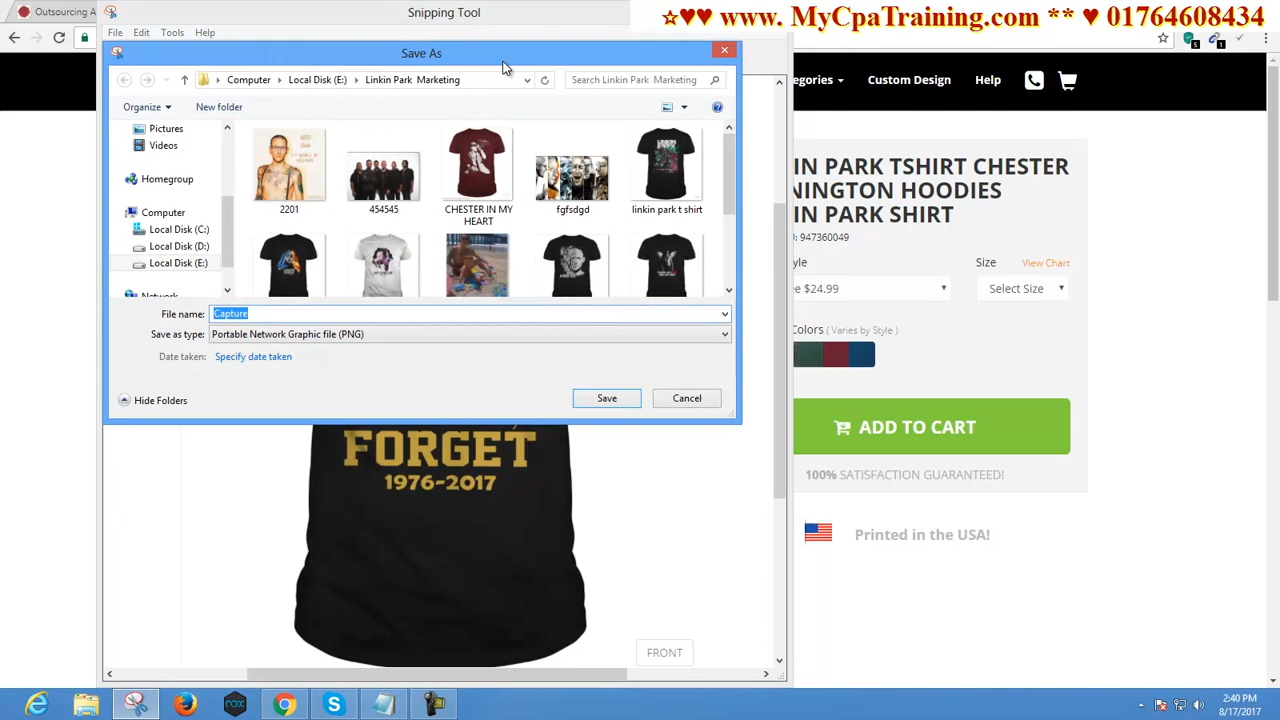 Outsourcing A
Snipping Tool
☆♥♥ www. MyCpaTraining.com ** ♥ 01764608434
File Edit Tools Help
Save As
Computer Local Disk (E:) Linkin Park Marketing
Search Linkin Park Marketing
Organize New folder
Pictures
Videos
Homegroup
Computer
Local Disk (C:)
Local Disk (D:)
Local Disk (E:)
Network
2201
454545
CHESTER IN MY
HEART
fgfsdgd
linkin park t shirt
File name: Capture
Save as type: Portable Network Graphic file (PNG)
Date taken: Specify date taken
Hide Folders
Save
Cancel
egories Custom Design Help
IN PARK TSHIRT CHESTER
NINGTON HOODIES
IN PARK SHIRT
: 947360049
yle
Size View Chart
e $24.99
Select Size
Colors ( Varies by Style )
ADD TO CART
100% SATISFACTION GUARANTEED!
Printed in the USA!
FORGET
1976-2017
FRONT
5
1
2:40 PM
8/17/2017